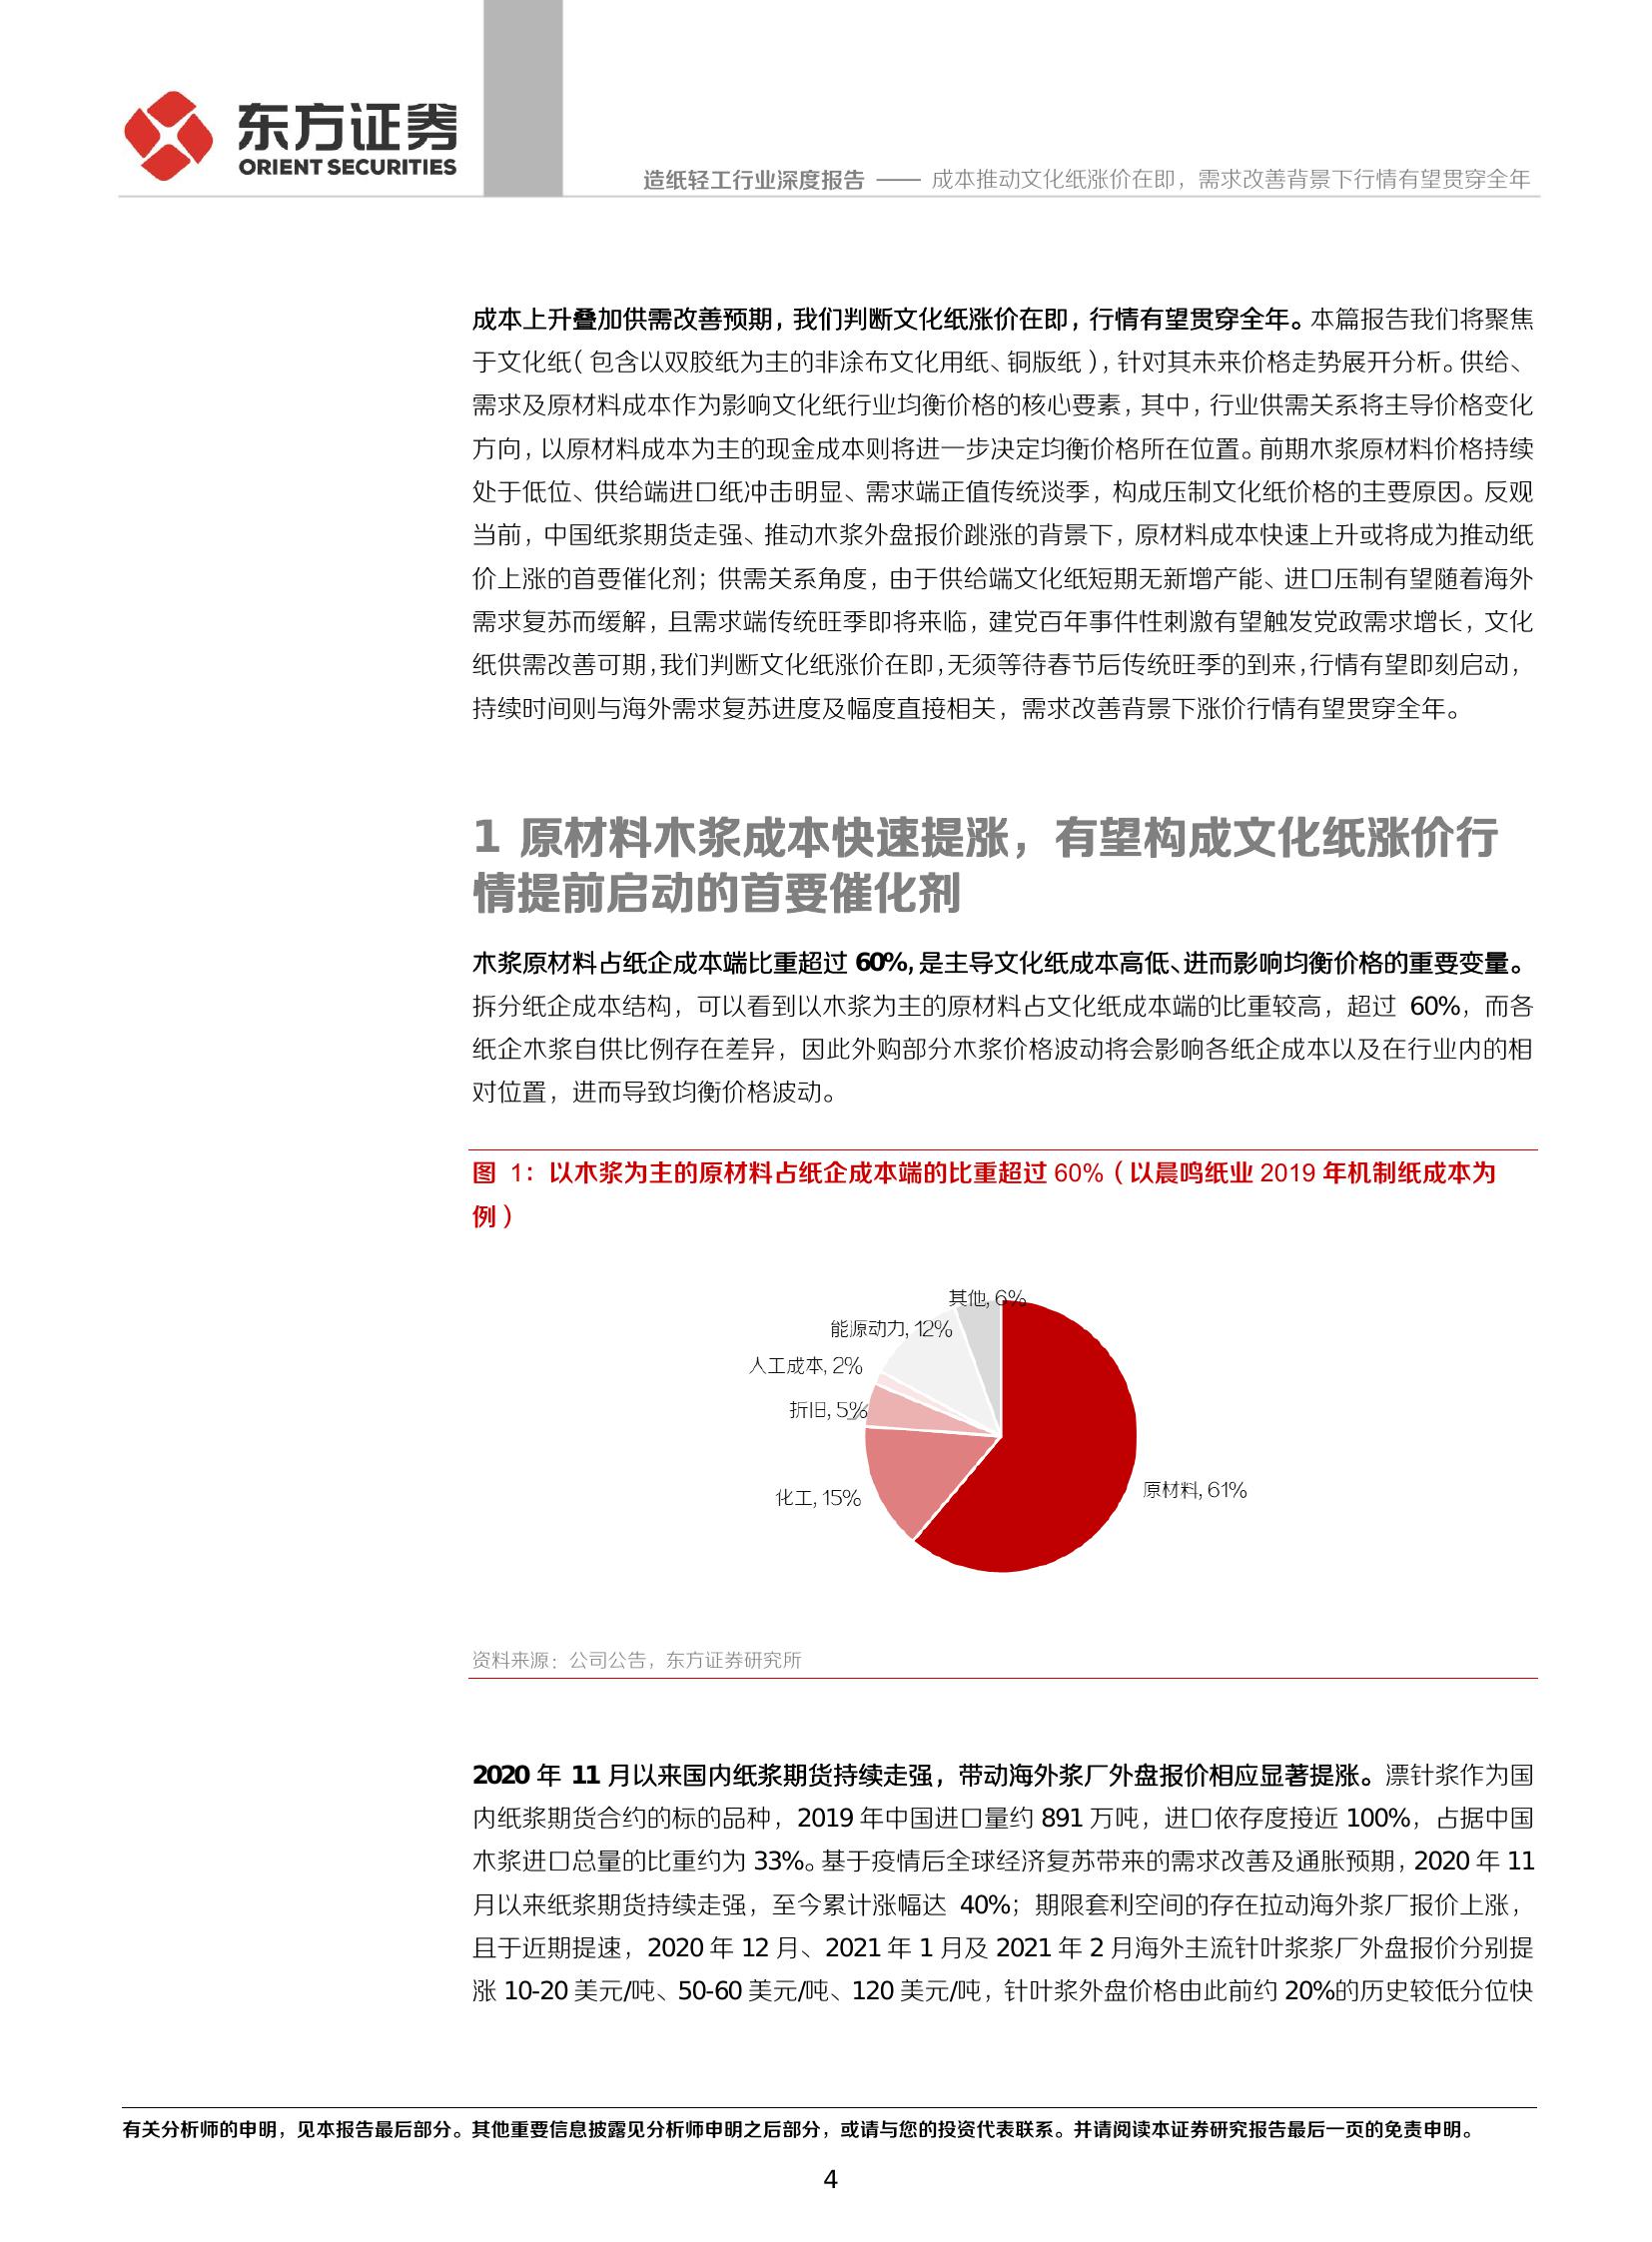 东方证券
ORIENT SECURITIES
造纸轻工行业深度报告 —— 成本推动文化纸涨价在即，需求改善背景下行情有望贯穿全年
成本上升叠加供需改善预期，我们判断文化纸涨价在即，行情有望贯穿全年。本篇报告我们将聚焦
于文化纸（包含以双胶纸为主的非涂布文化用纸、铜版纸），针对其未来价格走势展开分析。供给、
需求及原材料成本作为影响文化纸行业均衡价格的核心要素，其中，行业供需关系将主导价格变化
方向，以原材料成本为主的现金成本则将进一步决定均衡价格所在位置。前期木浆原材料价格持续
处于低位、供给端进口纸冲击明显、需求端正值传统淡季，构成压制文化纸价格的主要原因。反观
当前，中国纸浆期货走强、推动木浆外盘报价跳涨的背景下，原材料成本快速上升或将成为推动纸
价上涨的首要催化剂；供需关系角度，由于供给端文化纸短期无新增产能、进口压制有望随着海外
需求复苏而缓解，且需求端传统旺季即将来临，建党百年事件性刺激有望触发党政需求增长，文化
纸供需改善可期，我们判断文化纸涨价在即，无须等待春节后传统旺季的到来，行情有望即刻启动，
持续时间则与海外需求复苏进度及幅度直接相关，需求改善背景下涨价行情有望贯穿全年。
1 原材料木浆成本快速提涨，有望构成文化纸涨价行
情提前启动的首要催化剂
木浆原材料占纸企成本端比重超过 60%，是主导文化纸成本高低、进而影响均衡价格的重要变量。
拆分纸企成本结构，可以看到以木浆为主的原材料占文化纸成本端的比重较高，超过 60%，而各
纸企木浆自供比例存在差异，因此外购部分木浆价格波动将会影响各纸企成本以及在行业内的相
对位置，进而导致均衡价格波动。
图 1：以木浆为主的原材料占纸企成本端的比重超过 60%（以晨鸣纸业 2019 年机制纸成本为
例）
其他, 6%
能源动力, 12%
人工成本, 2%
折旧, 5%
化工, 15%
原材料, 61%
资料来源：公司公告，东方证券研究所
2020 年 11 月以来国内纸浆期货持续走强，带动海外浆厂外盘报价相应显著提涨。漂针浆作为国
内纸浆期货合约的标的品种，2019 年中国进口量约 891 万吨，进口依存度接近 100%，占据中国
木浆进口总量的比重约为 33%。基于疫情后全球经济复苏带来的需求改善及通胀预期，2020 年 11
月以来纸浆期货持续走强，至今累计涨幅达 40%；期限套利空间的存在拉动海外浆厂报价上涨，
且于近期提速，2020 年 12 月、2021 年 1 月及 2021 年 2 月海外主流针叶浆浆厂外盘报价分别提
涨 10-20 美元/吨、50-60 美元/吨、120 美元/吨，针叶浆外盘价格由此前约 20%的历史较低分位快
有关分析师的申明，见本报告最后部分。其他重要信息披露见分析师申明之后部分，或请与您的投资代表联系。并请阅读本证券研究报告最后一页的免责申明。
4